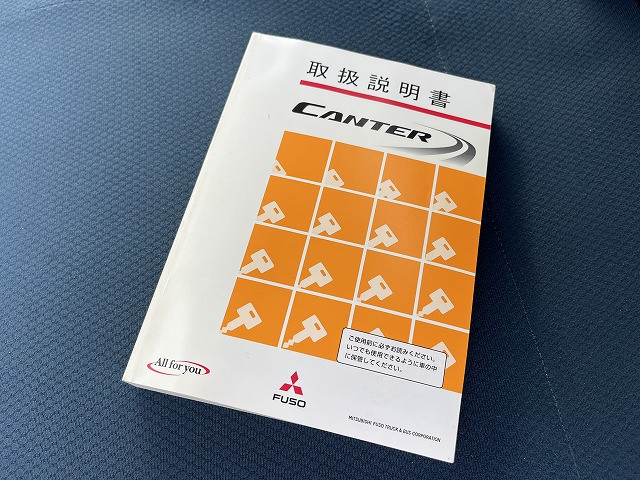 取扱説明書
CANTER
ご使用前に必ずお読みください。
いつでも使用できるように車の中
に保管してください。
All for you
FUSO
MITSUBISHI FUSO TRUCK & BUS CORPORATION